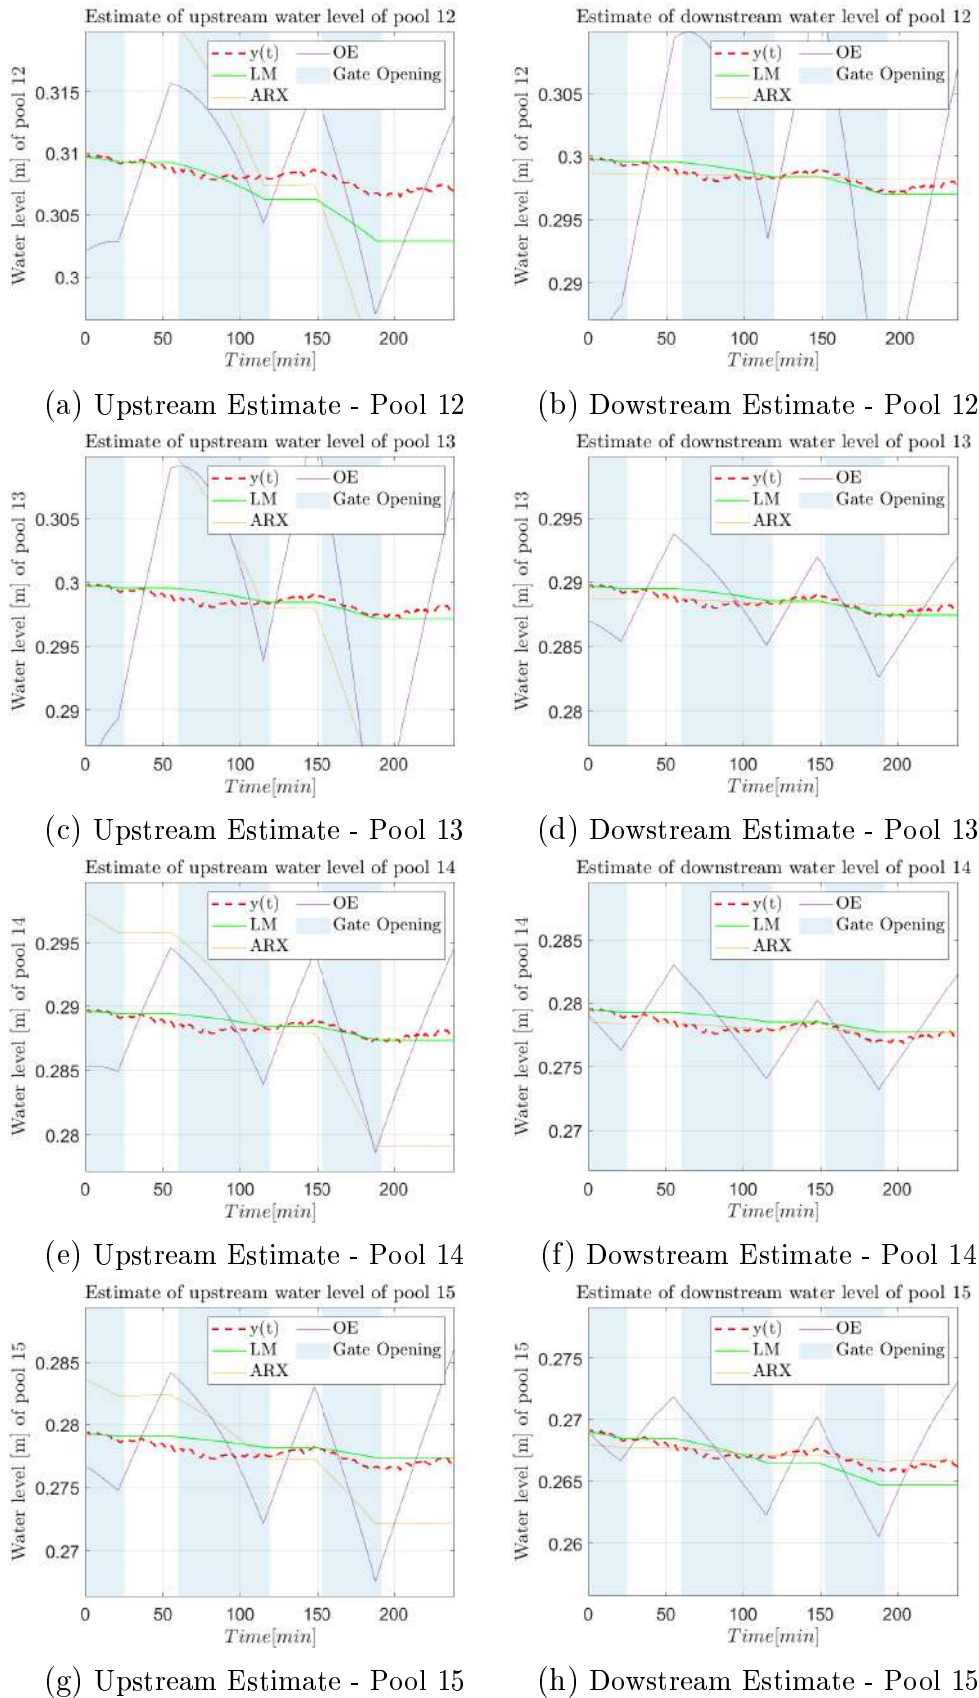 Estimate of upstream water level of pool 12
Water level [m] of pool 12
0.315
0.31
0.305
0.3
y(t)
LM
ARX
OE
Gate Opening
0 50 100 150 200
Time[min]
(a) Upstream Estimate - Pool 12
Estimate of downstream water level of pool 12
Water level [m] of pool 12
0.305
0.3
0.295
0.29
y(t)
LM
ARX
OE
Gate Opening
0 50 100 150 200
Time[min]
(b) Dowstream Estimate - Pool 12
Estimate of upstream water level of pool 13
Water level [m] of pool 13
0.305
0.3
0.295
0.29
y(t)
LM
ARX
OE
Gate Opening
0 50 100 150 200
Time[min]
(c) Upstream Estimate - Pool 13
Estimate of downstream water level of pool 13
Water level [m] of pool 13
0.295
0.29
0.285
0.28
y(t)
LM
ARX
OE
Gate Opening
0 50 100 150 200
Time[min]
(d) Dowstream Estimate - Pool 13
Estimate of upstream water level of pool 14
Water level [m] of pool 14
0.295
0.29
0.285
0.28
y(t)
LM
ARX
OE
Gate Opening
0 50 100 150 200
Time[min]
(e) Upstream Estimate - Pool 14
Estimate of downstream water level of pool 14
Water level [m] of pool 14
0.285
0.28
0.275
0.27
y(t)
LM
ARX
OE
Gate Opening
0 50 100 150 200
Time[min]
(f) Dowstream Estimate - Pool 14
Estimate of upstream water level of pool 15
Water level [m] of pool 15
0.285
0.28
0.275
0.27
y(t)
LM
ARX
OE
Gate Opening
0 50 100 150 200
Time[min]
(g) Upstream Estimate - Pool 15
Estimate of downstream water level of pool 15
Water level [m] of pool 15
0.275
0.27
0.265
0.26
y(t)
LM
ARX
OE
Gate Opening
0 50 100 150 200
Time[min]
(h) Dowstream Estimate - Pool 15